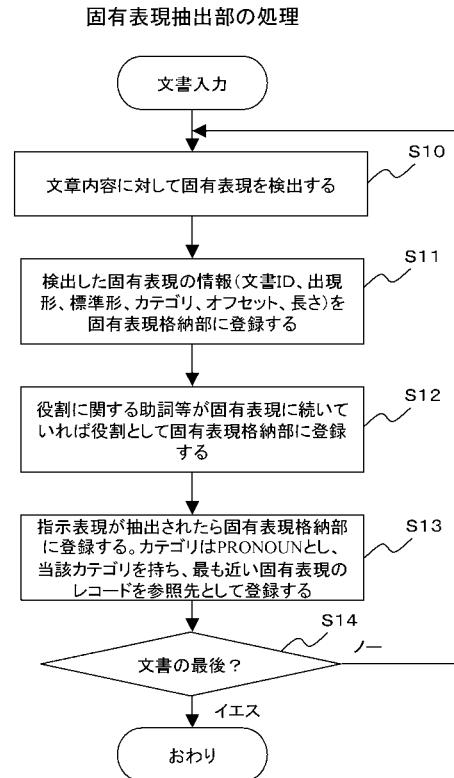 固有表現抽出部の処理
文書入力
S10
文章内容に対して固有表現を検出する
S11
検出した固有表現の情報(文書ID、出現
形、標準形、カテゴリ、オフセット、長さ)を
固有表現格納部に登録する
S12
役割に関する助詞等が固有表現に続いて
いれば役割として固有表現格納部に登録
する
S13
指示表現が抽出されたら固有表現格納部
に登録する。カテゴリはPRONOUNとし、
当該カテゴリを持ち、最も近い固有表現の
レコードを参照先として登録する
S14
文書の最後?
ノー
イエス
おわり